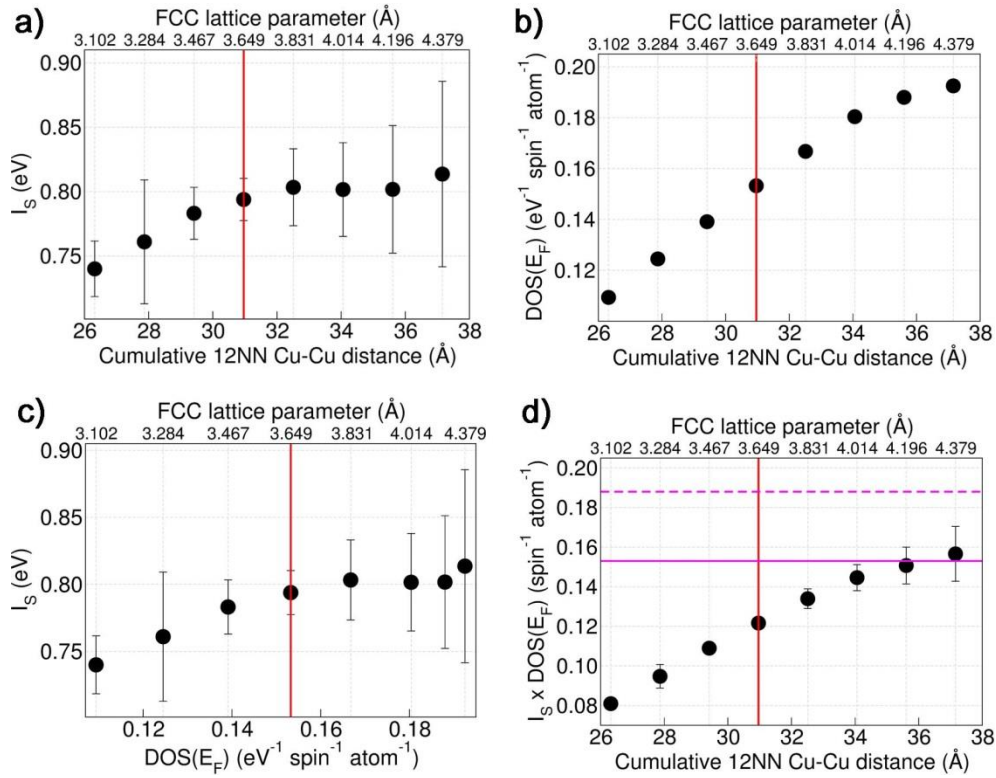 a)
FCC lattice parameter (Å)
3.102 3.284 3.467 3.649 3.831 4.014 4.196 4.379
0.90
0.85
0.80
0.75
I_S (eV)
26 28 30 32 34 36 38
Cumulative 12NN Cu-Cu distance (Å)
b)
FCC lattice parameter (Å)
3.102 3.284 3.467 3.649 3.831 4.014 4.196 4.379
0.20
0.18
0.16
0.14
0.12
DOS(E_F) (eV⁻¹ spin⁻¹ atom⁻¹)
26 28 30 32 34 36 38
Cumulative 12NN Cu-Cu distance (Å)
c)
FCC lattice parameter (Å)
3.102 3.284 3.467 3.649 3.831 4.014 4.379
0.90
0.85
0.80
0.75
I_S (eV)
0.12 0.14 0.16 0.18
DOS(E_F) (eV⁻¹ spin⁻¹ atom⁻¹)
d)
FCC lattice parameter (Å)
3.102 3.284 3.467 3.649 3.831 4.014 4.196 4.379
0.20
0.18
0.16
0.14
0.12
0.10
0.08
I_S x DOS(E_F) (spin⁻¹ atom⁻¹)
26 28 30 32 34 36 38
Cumulative 12NN Cu-Cu distance (Å)